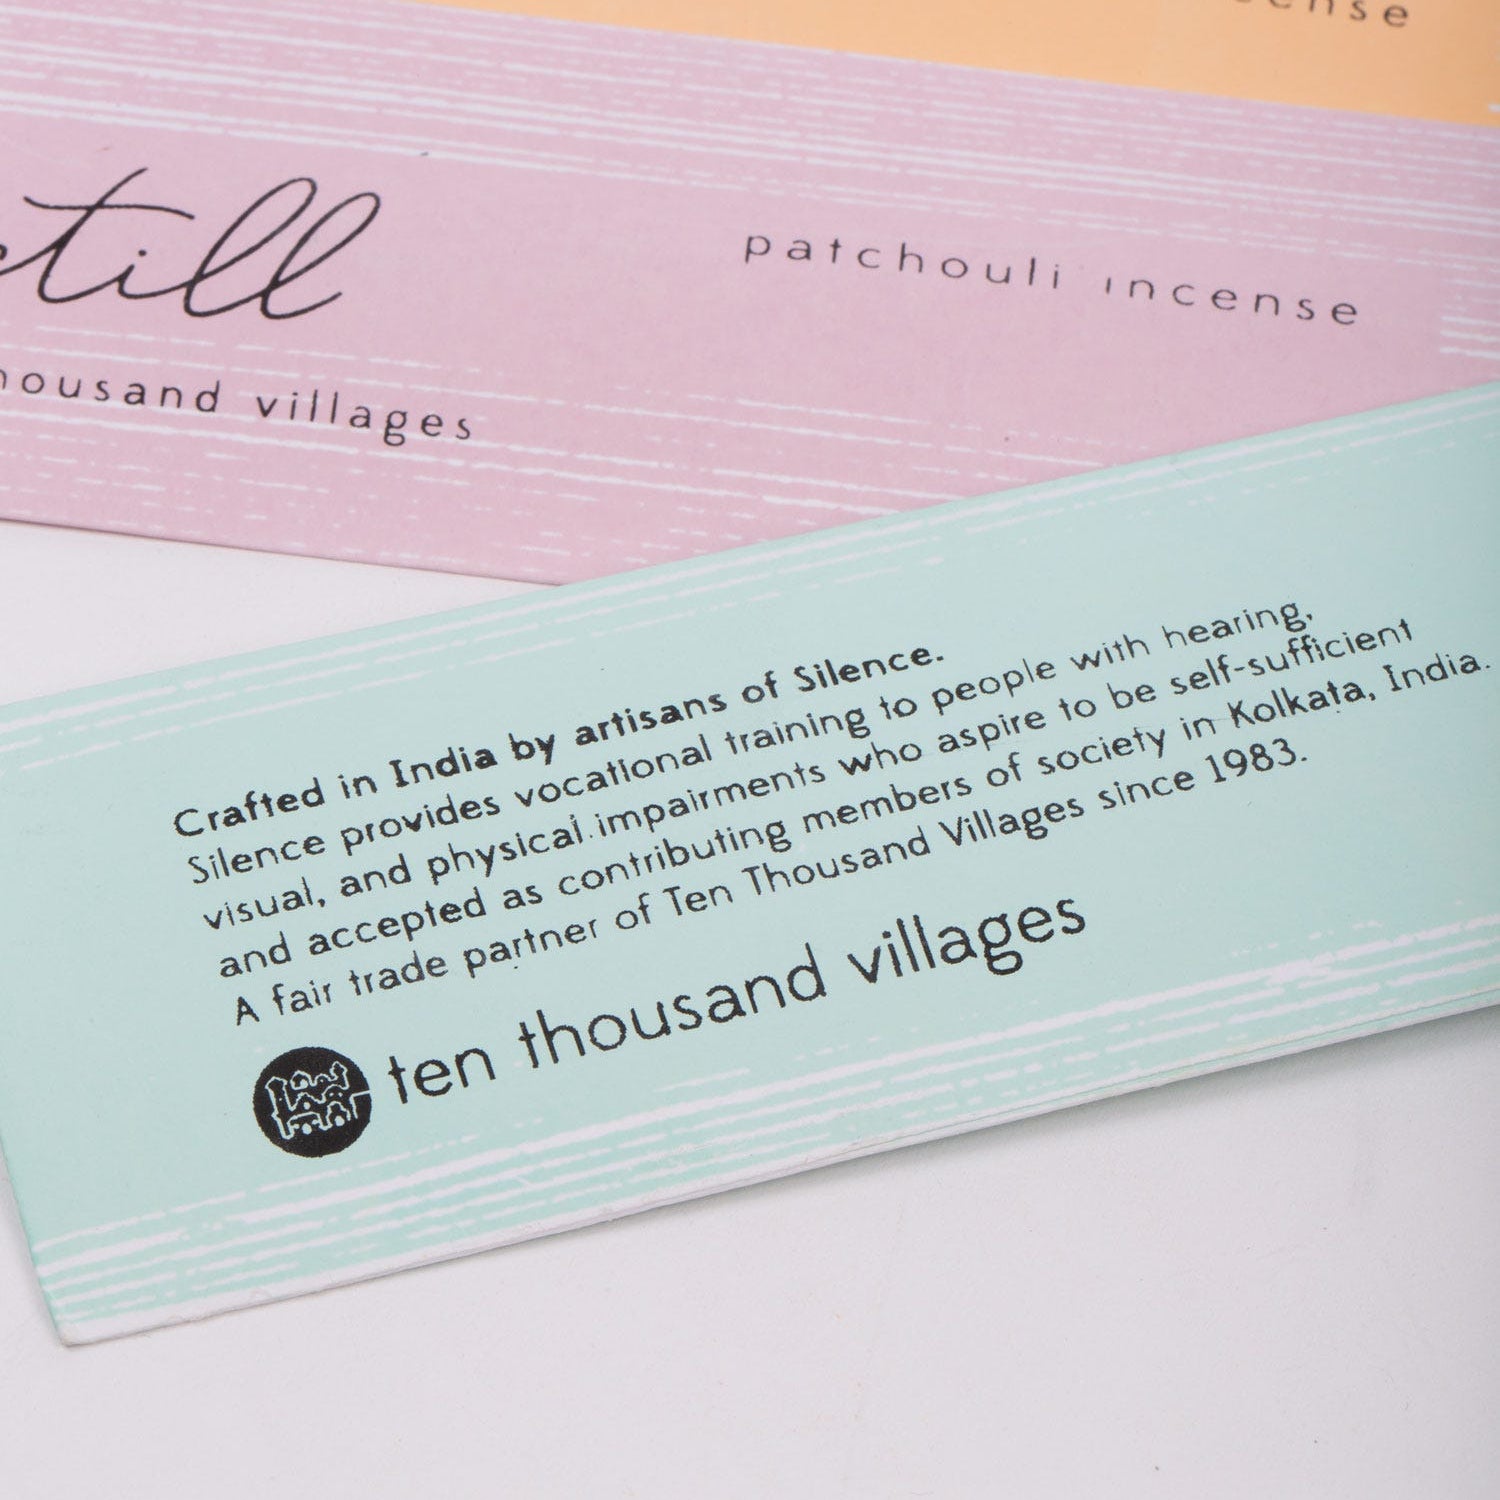 still
patchouli incense
villages
Crafted in India by artisans of Silence.
Silence provides vocational training to people with hearing,
visual, and physical impairments who aspire to be self-sufficient
and accepted as contributing members of society in Kolkata, India.
A fair trade partner of Ten Thousand Villages since 1983.
ten thousand villages